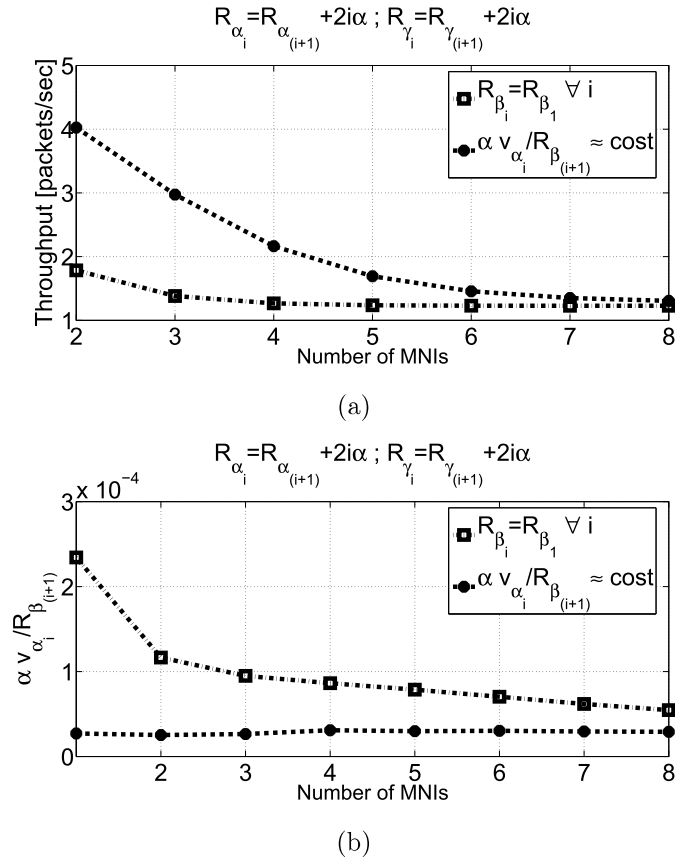 R_{α_i}=R_{α_{(i+1)}} +2iα ; R_{γ_i}=R_{γ_{(i+1)}} +2iα
Throughput [packets/sec]
5
4
3
2
1
R_{β_i}=R_{β_1} ∀ i
α v_{α_i}/R_{β_{(i+1)}} ≈ cost
2 3 4 5 6 7 8
Number of MNIs
(a)
R_{α_i}=R_{α_{(i+1)}} +2iα ; R_{γ_i}=R_{γ_{(i+1)}} +2iα
x 10^{-4}
α v_{α_i}/R_{β_{(i+1)}}
3
2
1
0
R_{β_i}=R_{β_1} ∀ i
α v_{α_i}/R_{β_{(i+1)}} ≈ cost
2 3 4 5 6 7 8
Number of MNIs
(b)